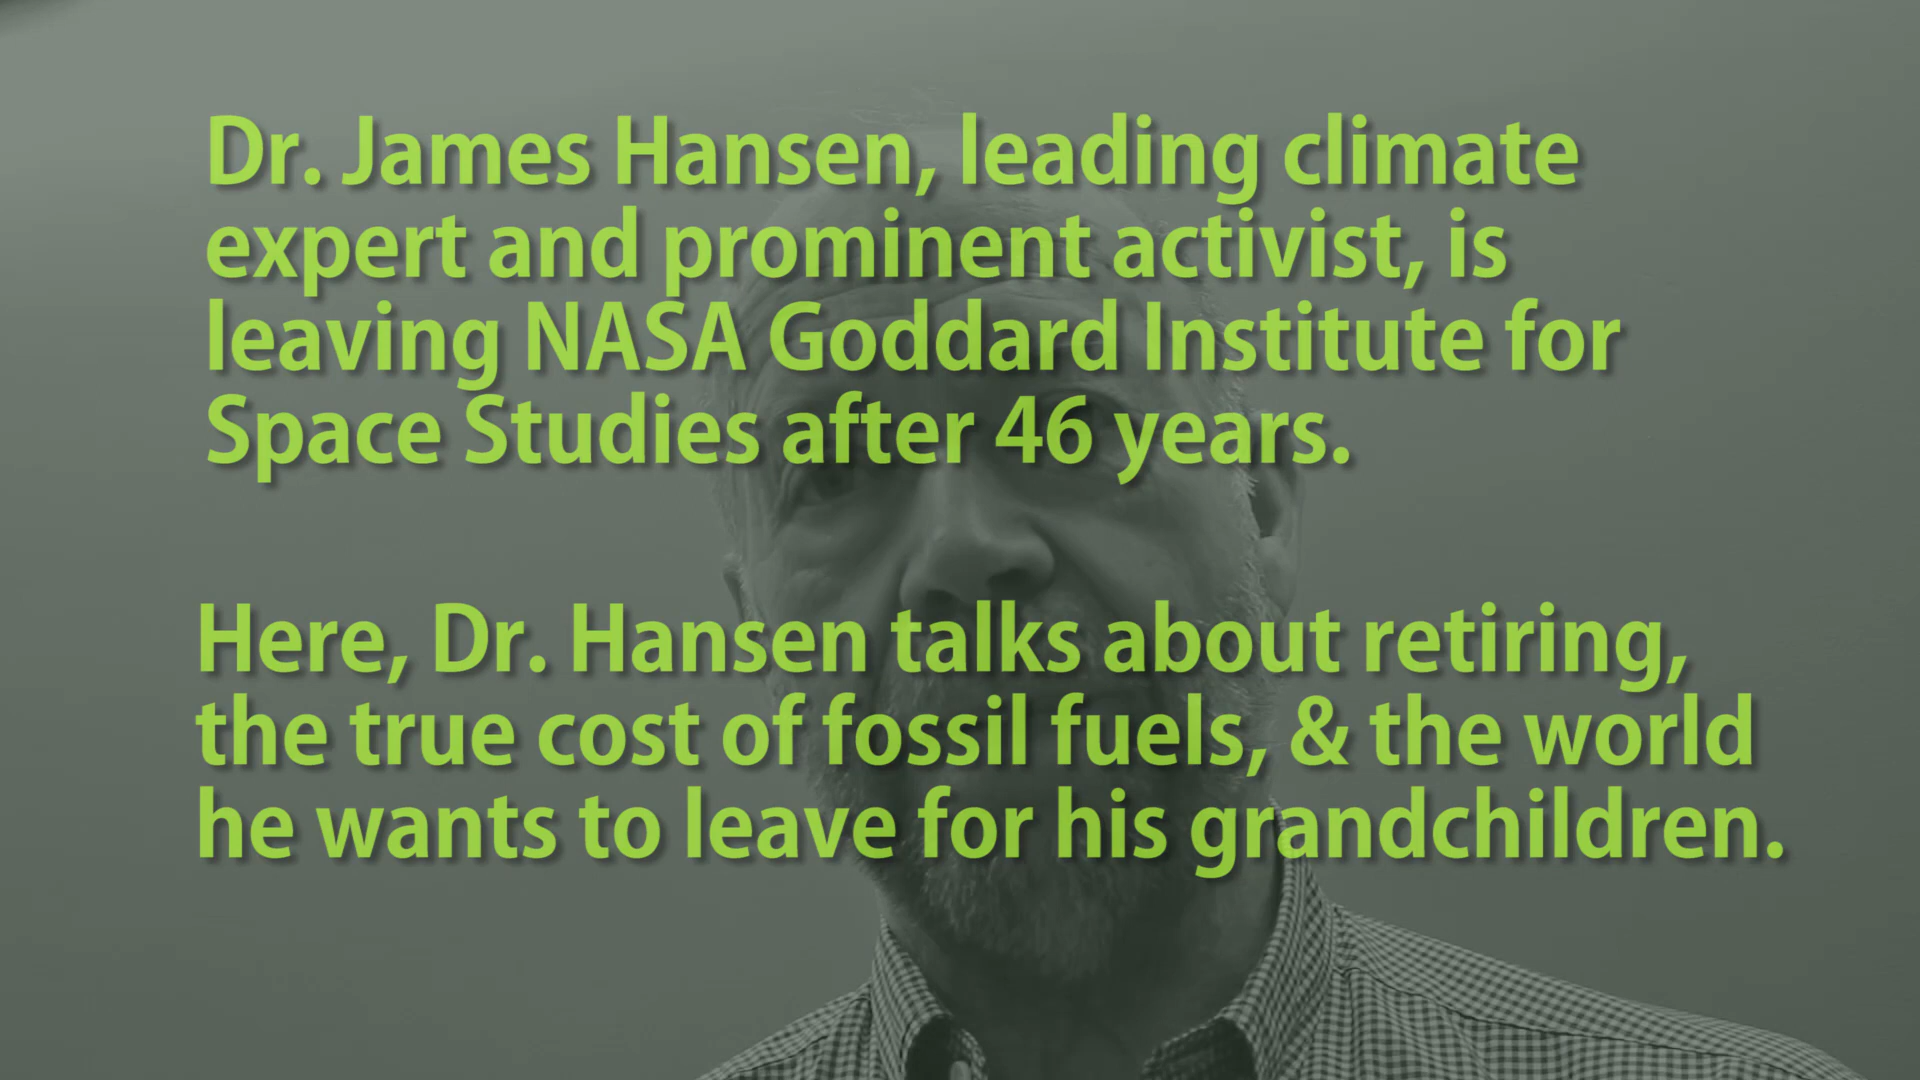 Dr. James Hansen, leading climate
expert and prominent activist, is
leaving NASA Goddard Institute for
Space Studies after 46 years.
Here, Dr. Hansen talks about retiring,
the true cost of fossil fuels, & the world
he wants to leave for his grandchildren.